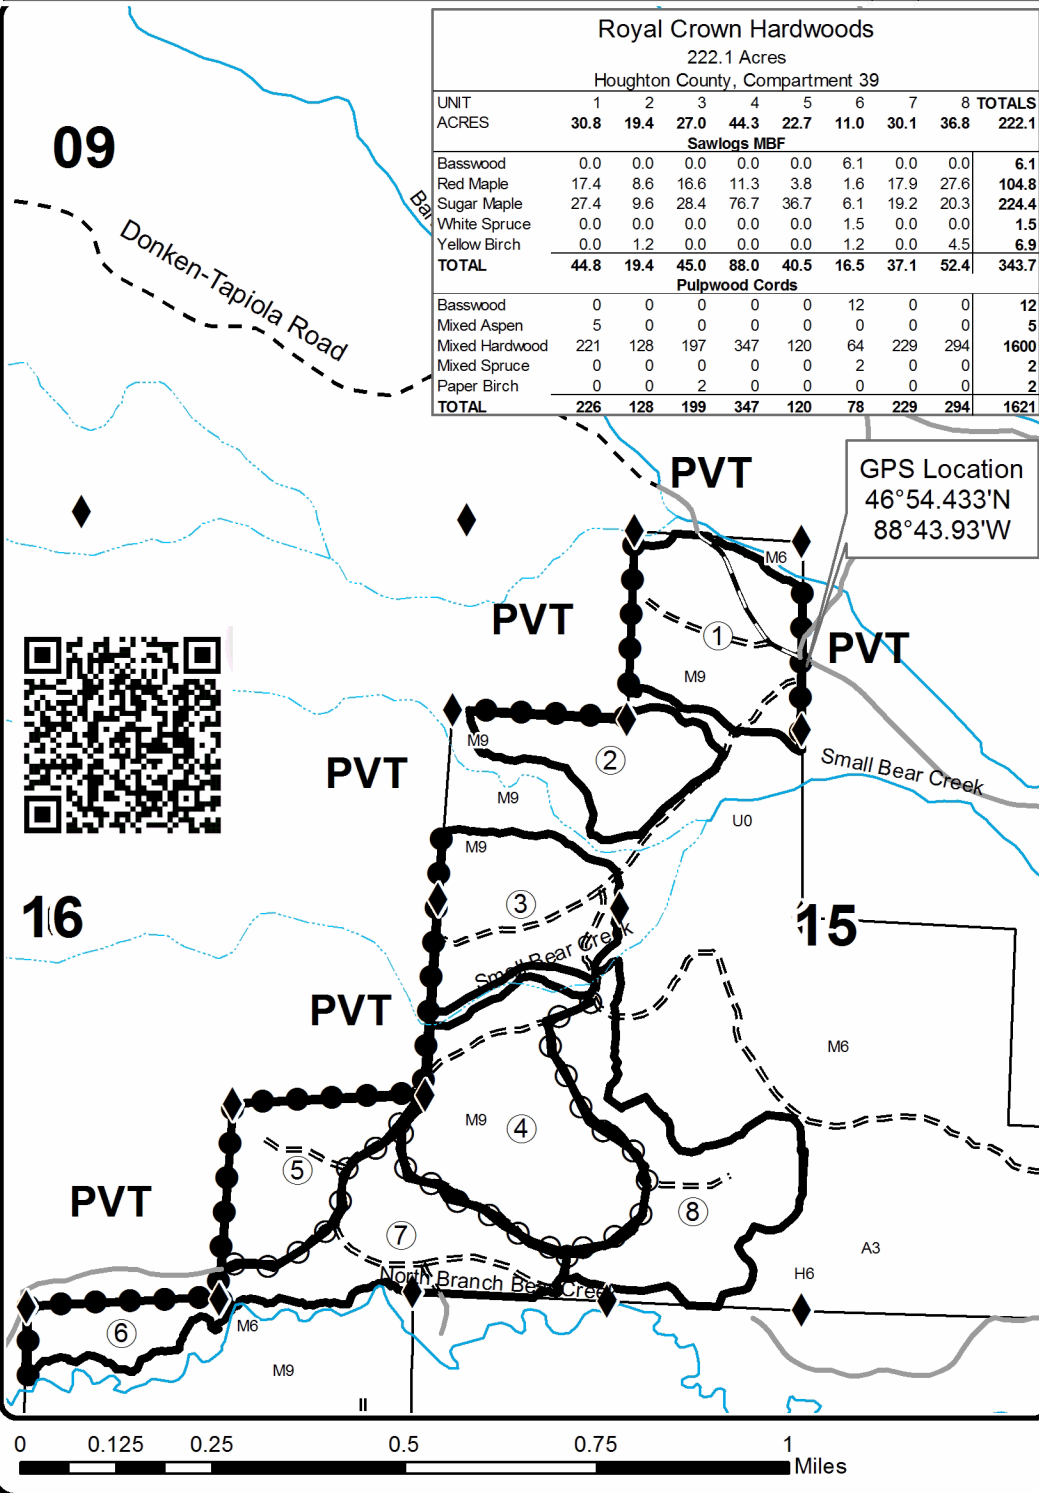 Royal Crown Hardwoods
222.1 Acres
Houghton County, Compartment 39
UNIT 1 2 3 4 5 6 7 8 TOTALS
ACRES 30.8 19.4 27.0 44.3 22.7 11.0 30.1 36.8 222.1
Sawlogs MBF
Basswood 0.0 0.0 0.0 0.0 0.0 6.1 0.0 0.0 6.1
Red Maple 17.4 8.6 16.6 11.3 3.8 1.6 17.9 27.6 104.8
Sugar Maple 27.4 9.6 28.4 76.7 36.7 6.1 19.2 20.3 224.4
White Spruce 0.0 0.0 0.0 0.0 0.0 1.5 0.0 0.0 1.5
Yellow Birch 0.0 1.2 0.0 0.0 0.0 1.2 0.0 4.5 6.9
TOTAL 44.8 19.4 45.0 88.0 40.5 16.5 37.1 52.4 343.7
Pulpwood Cords
Basswood 0 0 0 0 0 12 0 0 12
Mixed Aspen 5 0 0 0 0 0 0 0 5
Mixed Hardwood 221 128 197 347 120 64 229 294 1600
Mixed Spruce 0 0 0 0 0 2 0 0 2
Paper Birch 0 0 2 0 0 0 0 0 2
TOTAL 226 128 199 347 120 78 229 294 1621
09
Donken-Tapiola Road
PVT
GPS Location
46°54.433'N
88°43.93'W
M6
PVT
1
PVT
M9
M9
2
PVT
Small Bear Creek
M9
U0
M9
3
16
15
Small Bear Creek
PVT
M6
M9
4
5
PVT
8
7
A3
H6
North Branch Bear Creek
6
M6
M9
0 0.125 0.25 0.5 0.75 1
Miles